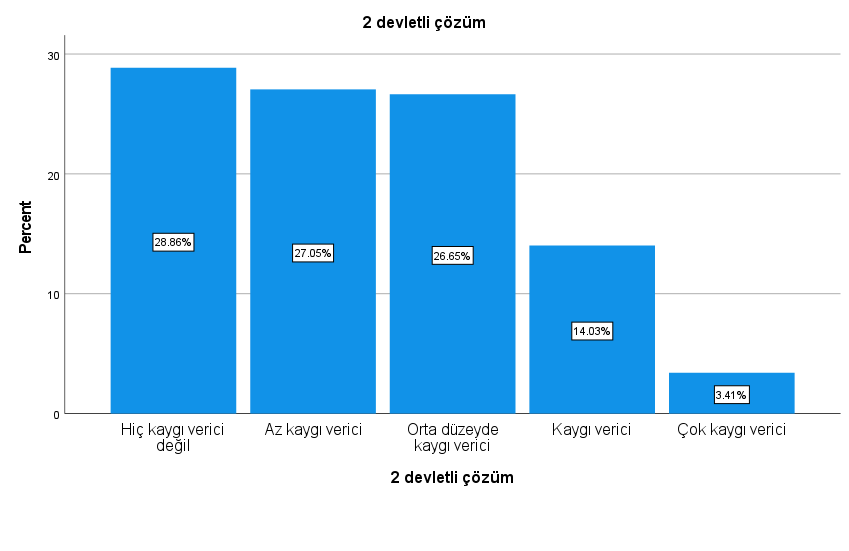 2 devletli çözüm
Percent
30
20
10
0
28.86%
27.05%
26.65%
14.03%
3.41%
Hiç kaygı verici
değil
Az kaygı verici
Orta düzeyde
kaygı verici
Kaygı verici
Çok kaygı verici
2 devletli çözüm